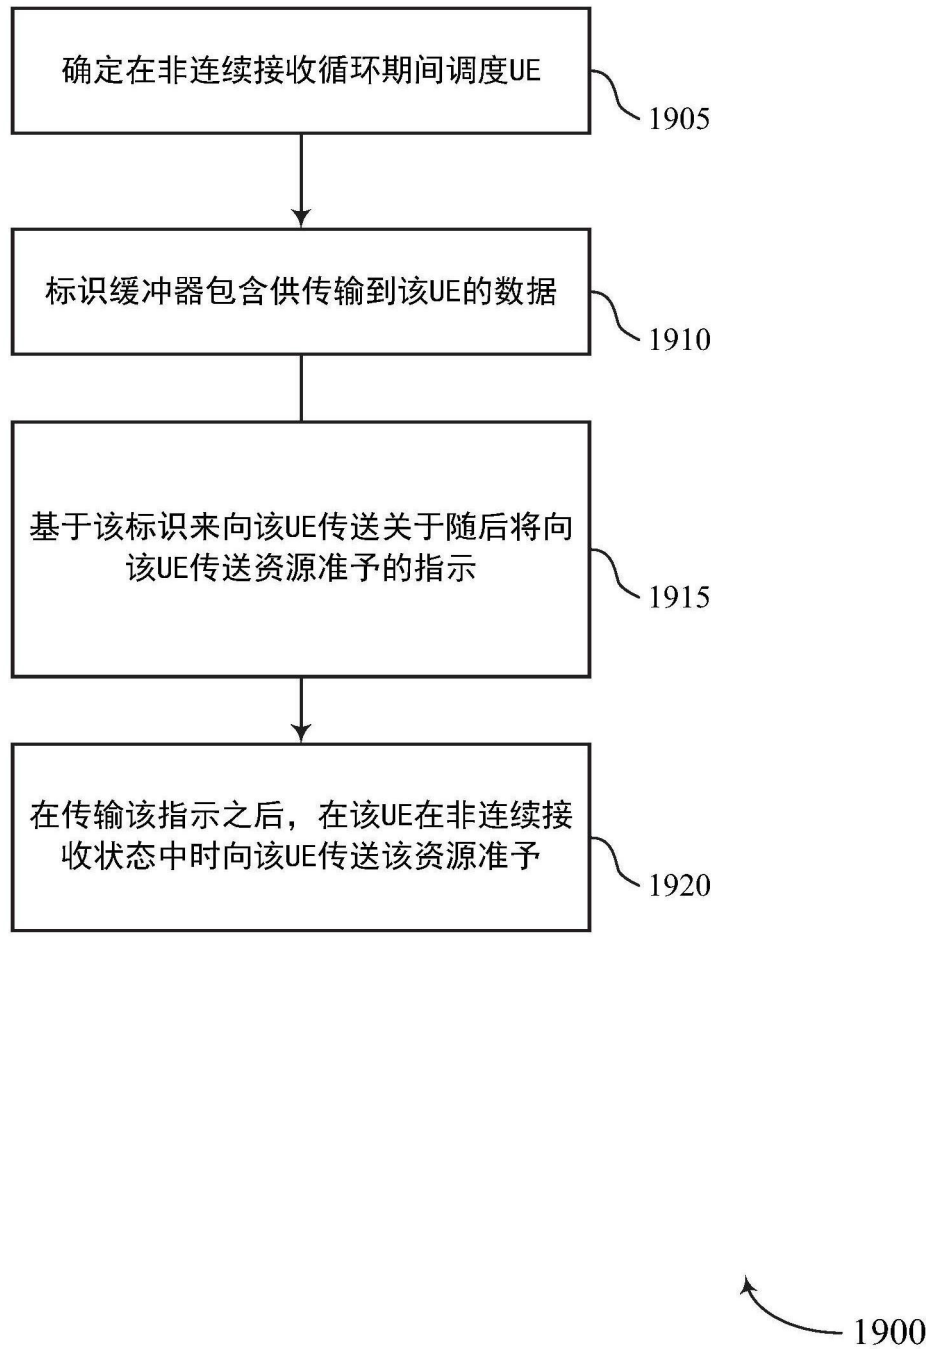 确定在非连续接收循环期间调度UE
1905
标识缓冲器包含供传输到该UE的数据
1910
基于该标识来向该UE传送关于随后将向
该UE传送资源准予的指示
1915
在传输该指示之后，在该UE在非连续接
收状态中时向该UE传送该资源准予
1920
1900